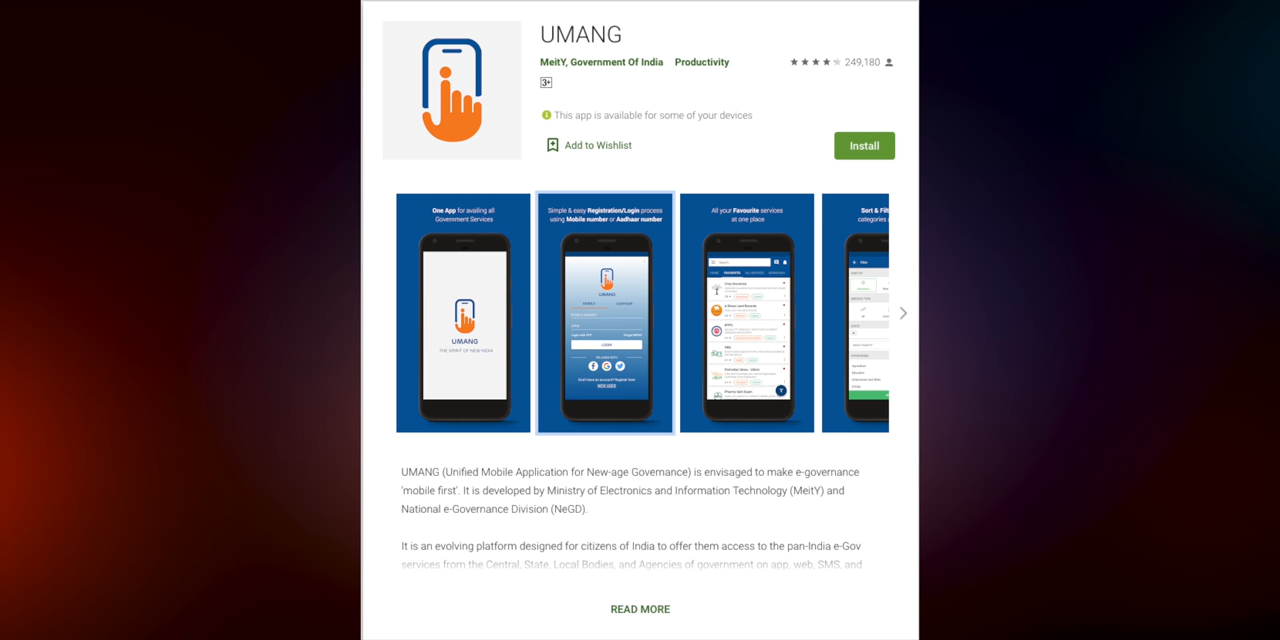 UMANG
MeitY, Government Of India Productivity
249,180
3+
This app is available for some of your devices
Add to Wishlist
Install
One App for availing all
Government Services
UMANG
THE SPIRIT OF NEW INDIA
Simple & easy Registration/Login process
using Mobile number or Aadhaar number
UMANG
LOGIN
NEW USER
All your Favourite services
at one place
Sort & Filt
categories
UMANG (Unified Mobile Application for New-age Governance) is envisaged to make e-governance
'mobile first'. It is developed by Ministry of Electronics and Information Technology (MeitY) and
National e-Governance Division (NeGD).
It is an evolving platform designed for citizens of India to offer them access to the pan-India e-Gov
services from the Central, State, Local Bodies, and Agencies of government on app, web, SMS, and
READ MORE